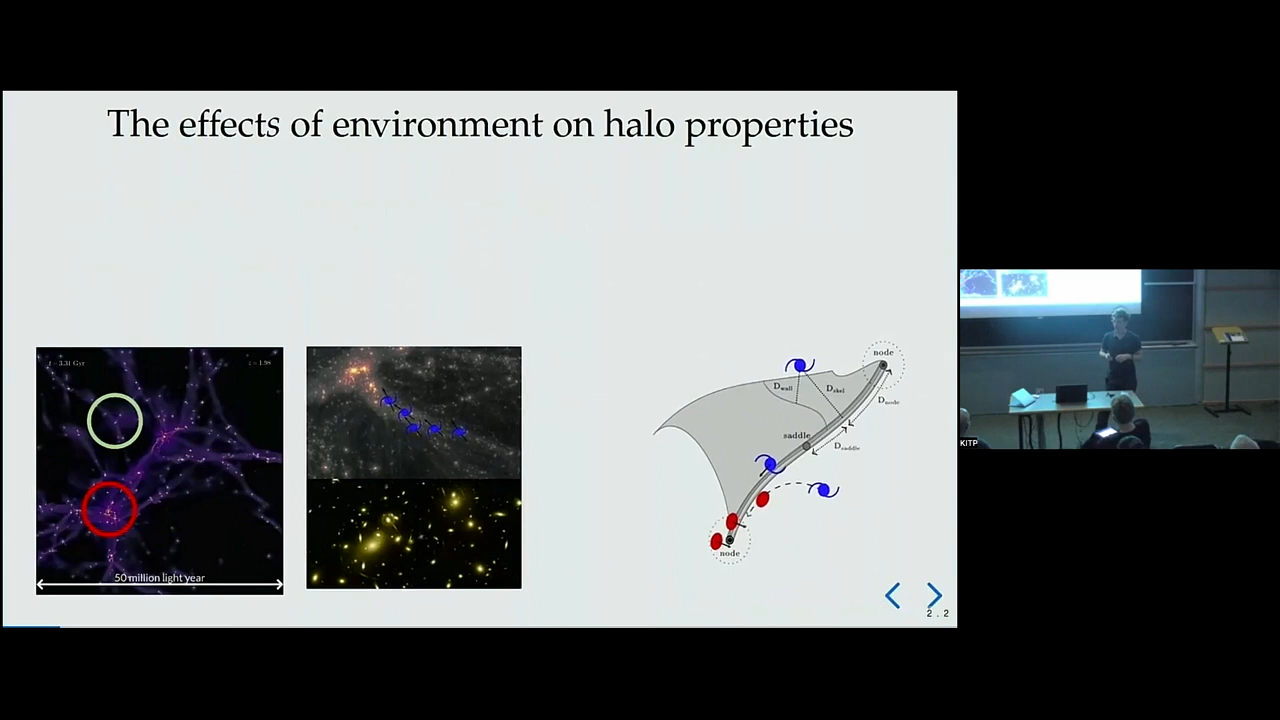 The effects of environment on halo properties
t = 3.31 Gyr
z = 1.98
50 million light year
node
D_wall
D_skel
D_node
saddle
D_saddle
node
2 . 2
KITP